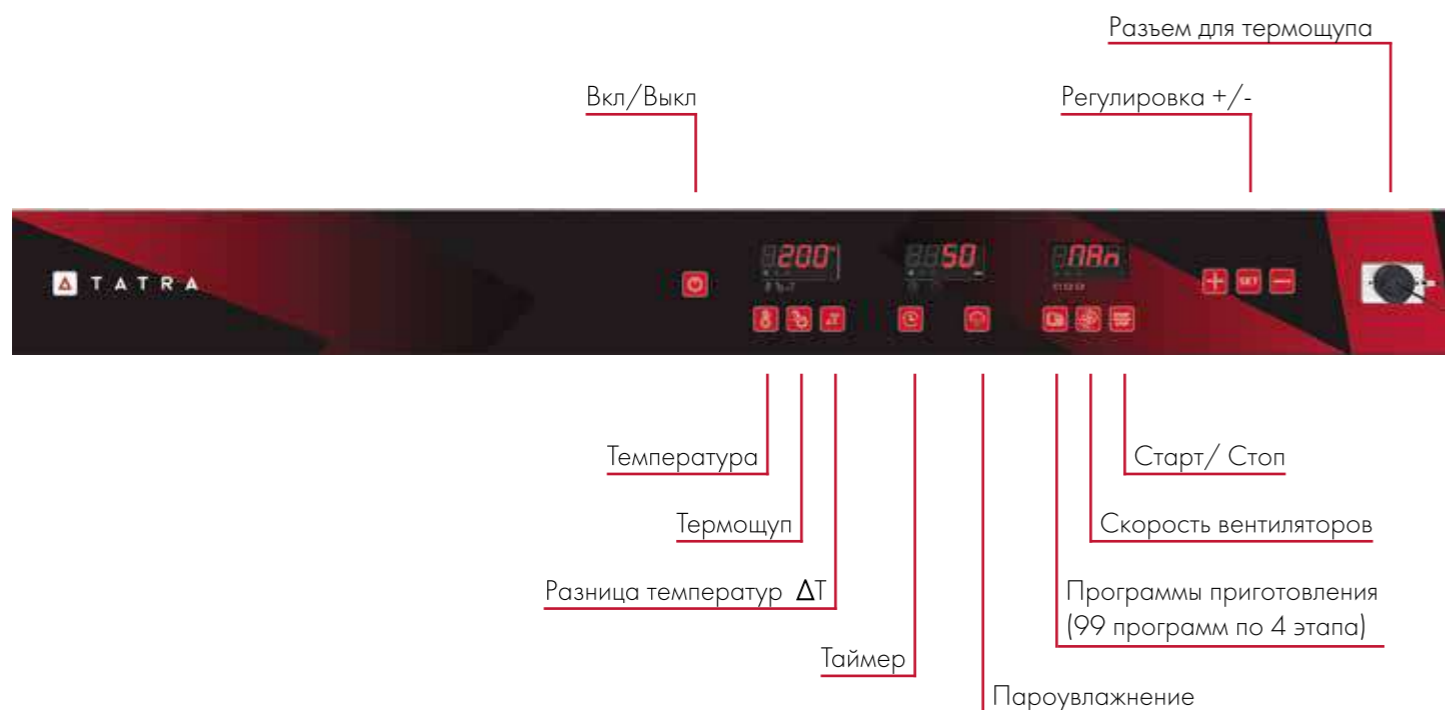 Разъем для термощупа
Вкл/Выкл
Регулировка +/-
TATRA
200°
50
ПАп
SET
ΔT
Температура
Старт/ Стоп
Термощуп
Скорость вентиляторов
Разница температур ΔT
Программы приготовления
(99 программ по 4 этапа)
Таймер
Пароувлажнение